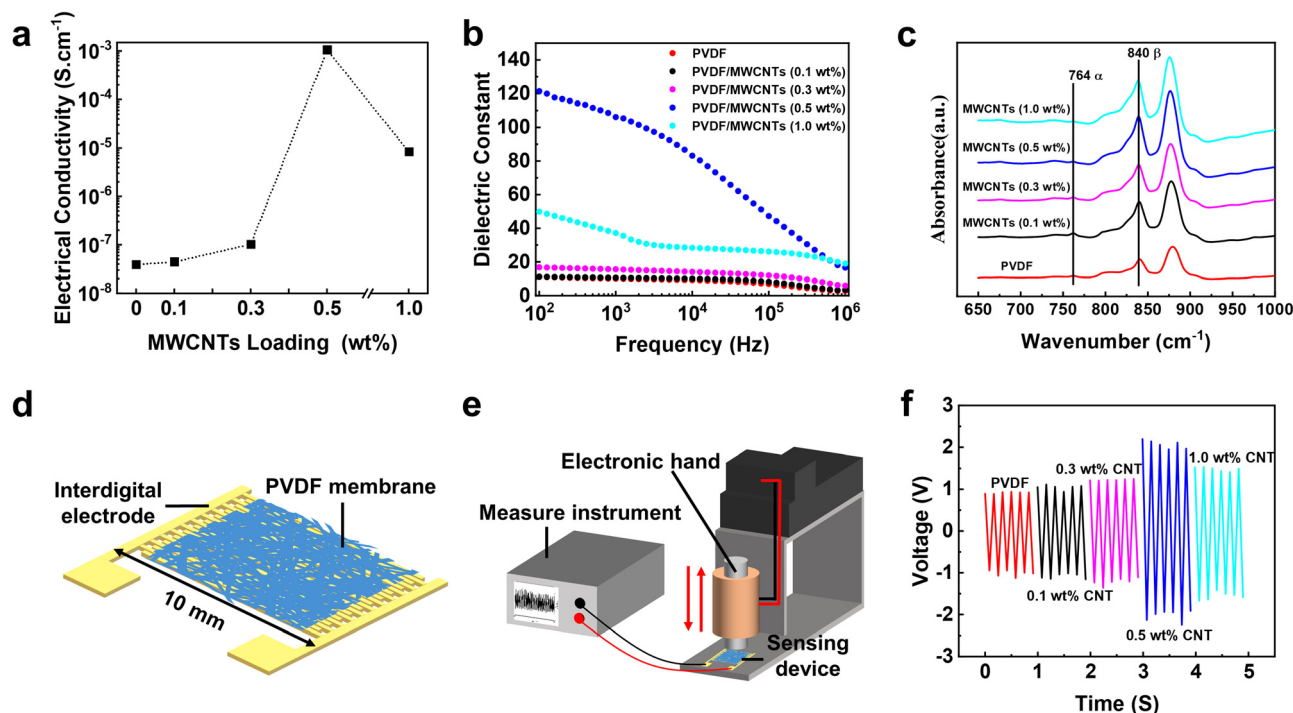 a
Electrical Conductivity (S.cm⁻¹)
10⁻³
10⁻⁴
10⁻⁵
10⁻⁶
10⁻⁷
10⁻⁸
0
0.1
0.3
0.5
1.0
MWCNTs Loading (wt%)
b
Dielectric Constant
140
120
100
80
60
40
20
0
PVDF
PVDF/MWCNTs (0.1 wt%)
PVDF/MWCNTs (0.3 wt%)
PVDF/MWCNTs (0.5 wt%)
PVDF/MWCNTs (1.0 wt%)
10²
10³
10⁴
10⁵
10⁶
Frequency (Hz)
c
Absorbance(a.u.)
764 α
840 β
MWCNTs (1.0 wt%)
MWCNTs (0.5 wt%)
MWCNTs (0.3 wt%)
MWCNTs (0.1 wt%)
PVDF
650
700
750
800
850
900
950
1000
Wavenumber (cm⁻¹)
d
Interdigital
electrode
PVDF membrane
10 mm
e
Electronic hand
Measure instrument
Sensing
device
f
Voltage (V)
3
2
1
0
-1
-2
-3
PVDF
0.1 wt% CNT
0.3 wt% CNT
0.5 wt% CNT
1.0 wt% CNT
0
1
2
3
4
5
Time (S)